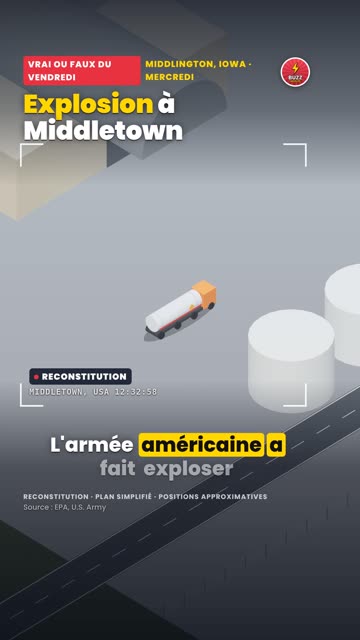 VRAI OU FAUX DU
VENDREDI
MIDDLINGTON, IOWA ·
MERCREDI
BUZZ
Explosion à
Middletown
RECONSTITUTION
MIDDLETOWN, USA 12:32:58
L'armée américaine a
fait exploser
RECONSTITUTION · PLAN SIMPLIFIÉ · POSITIONS APPROXIMATIVES
Source : EPA, U.S. Army